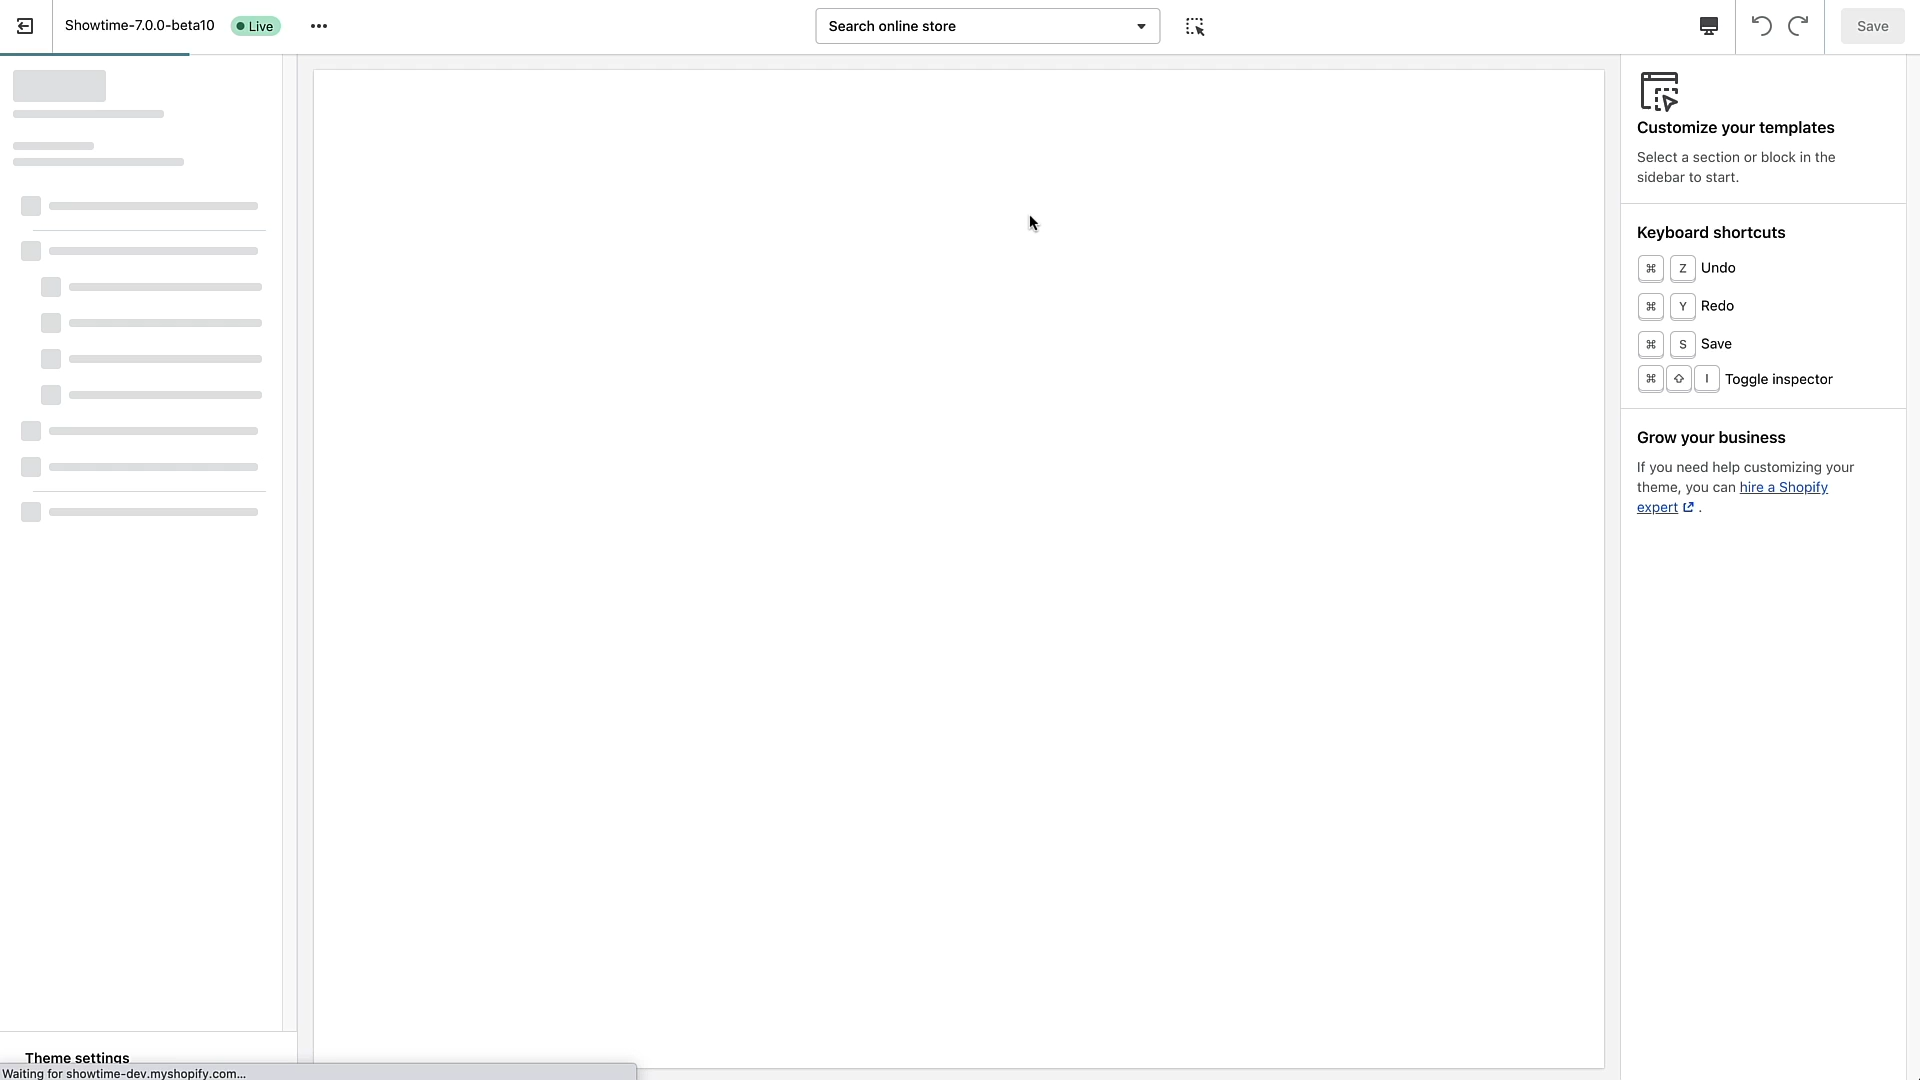 Showtime-7.0.0-beta10
Live
Search online store
Save
Customize your templates
Select a section or block in the
sidebar to start.
Keyboard shortcuts
⌘ Z Undo
⌘ Y Redo
⌘ S Save
⌘ ⇧ I Toggle inspector
Grow your business
If you need help customizing your
theme, you can hire a Shopify
expert .
Theme settings
Waiting for showtime-dev.myshopify.com...